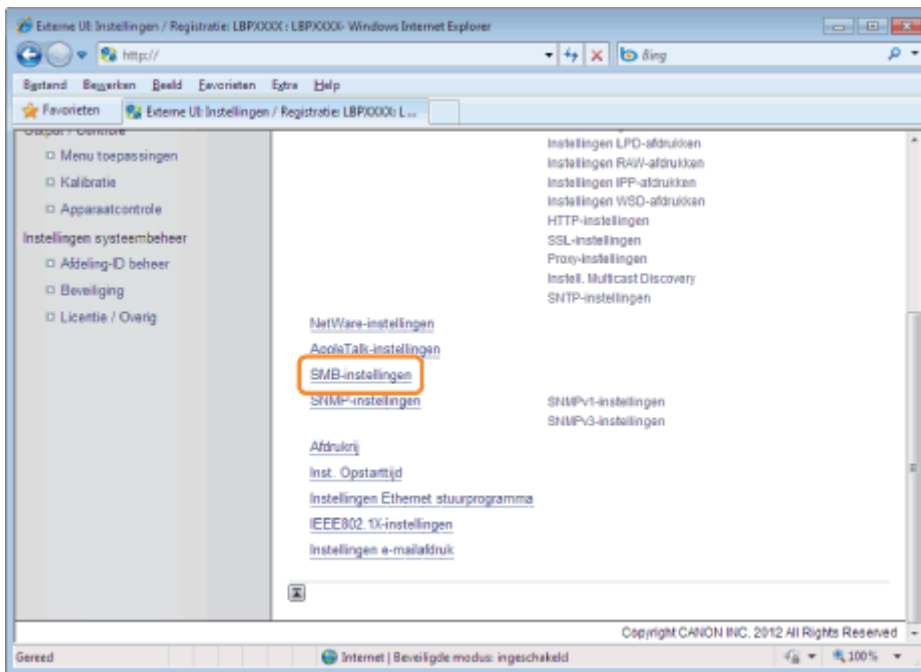 Externe UI: Instellingen / Registratie: LBPXXXX : LBPXXXX- Windows Internet Explorer
http://
Bing
Bestand Bewerken Beeld Favorieten Extra Help
Favorieten
Externe UI: Instellingen / Registratie: LBPXXXX: L...
Output / Controle
Menu toepassingen
Kalibratie
Apparaatcontrole
Instellingen systeembeheer
Afdeling-ID beheer
Beveiliging
Licentie / Overig
Instellingen LPD-afdrukken
Instellingen RAW-afdrukken
Instellingen IPP-afdrukken
Instellingen WSD-afdrukken
HTTP-instellingen
SSL-instellingen
Proxy-instellingen
Instell. Multicast Discovery
SNTP-instellingen
NetWare-instellingen
AppleTalk-instellingen
SMB-instellingen
SNMP-instellingen
SNMPv1-instellingen
SNMPv3-instellingen
Afdrukrij
Inst. Opstarttijd
Instellingen Ethernet stuurprogramma
IEEE802.1X-instellingen
Instellingen e-mailafdruk
Copyright CANON INC. 2012 All Rights Reserved
Gereed
Internet | Beveiligde modus: ingeschakeld
100%